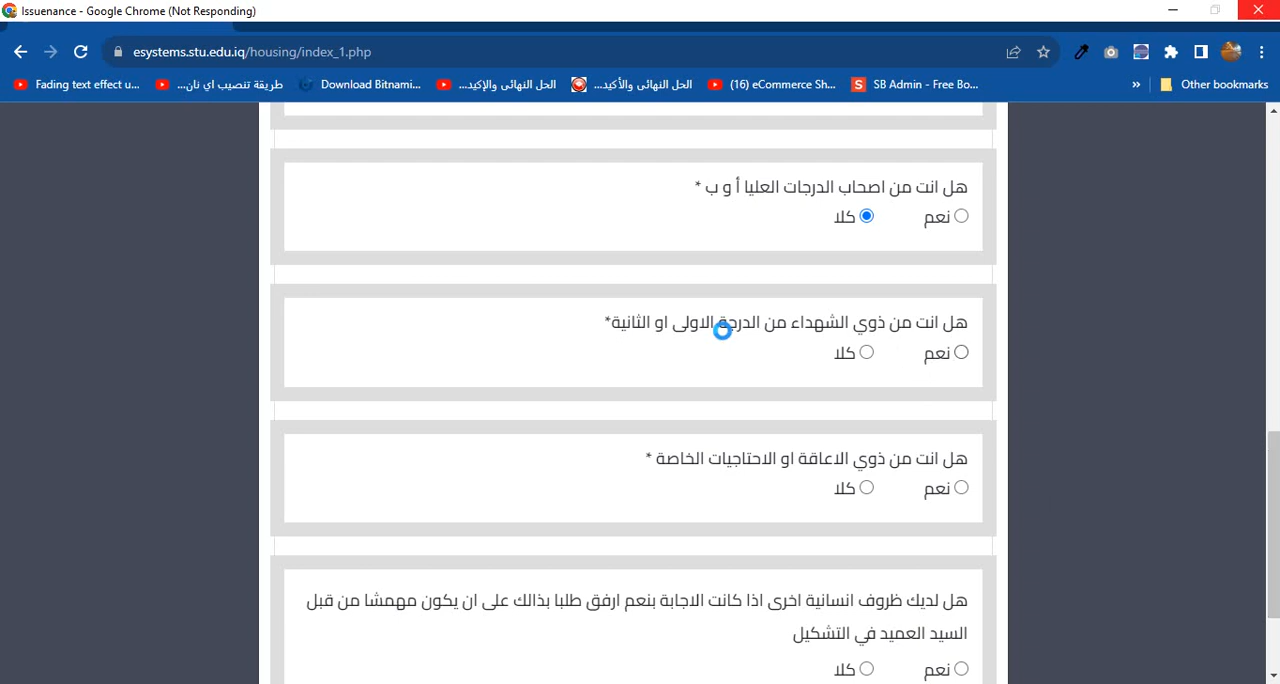 Issuenance - Google Chrome (Not Responding)
esystems.stu.edu.iq/housing/index_1.php
Fading text effect u...
طريقة تنصيب اي نان...
Download Bitnami...
الحل النهائى والإكيد...
الحل النهائى والأكيد...
(16) eCommerce Sh...
S
SB Admin - Free Bo...
»
Other bookmarks
هل انت من اصحاب الدرجات العليا أ و ب *
نعم كلا
هل انت من ذوي الشهداء من الدرجة الاولى او الثانية*
نعم كلا
هل انت من ذوي الاعاقة او الاحتاجيات الخاصة *
نعم كلا
هل لديك ظروف انسانية اخرى اذا كانت الاجابة بنعم ارفق طلبا بذالك على ان يكون مهمشا من قبل
السيد العميد في التشكيل
نعم كلا